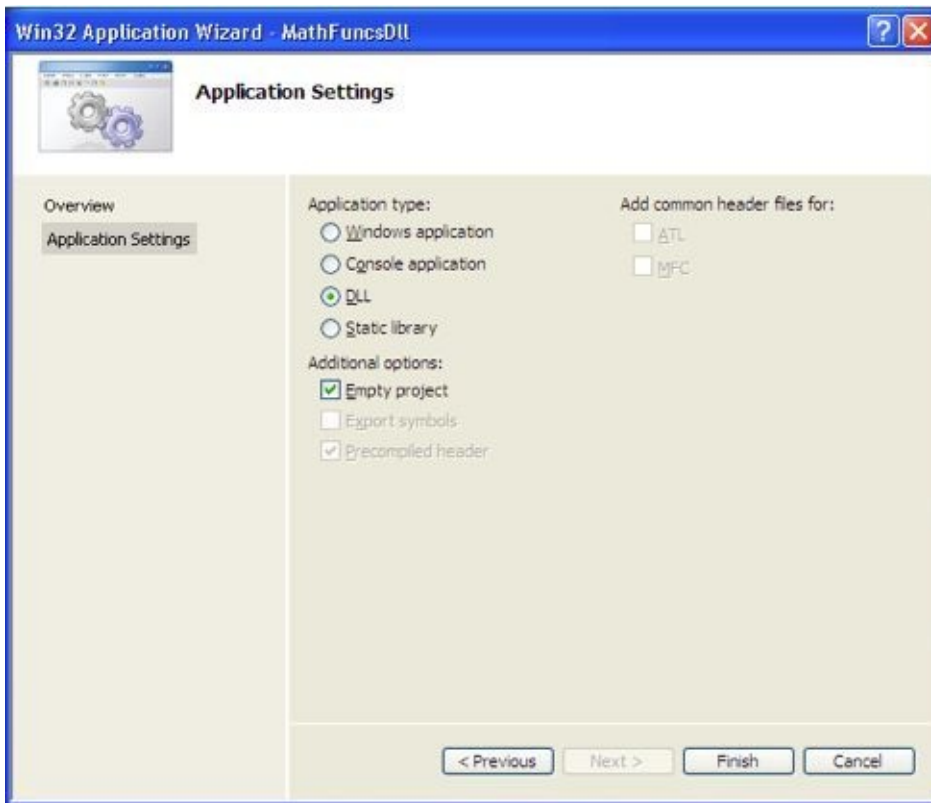 Win32 Application Wizard - MathFuncsDll
Application Settings
Overview
Application Settings
Application type:
Windows application
Console application
DLL
Static library
Additional options:
Empty project
Export symbols
Precompiled header
Add common header files for:
ATL
MFC
< Previous
Next >
Finish
Cancel